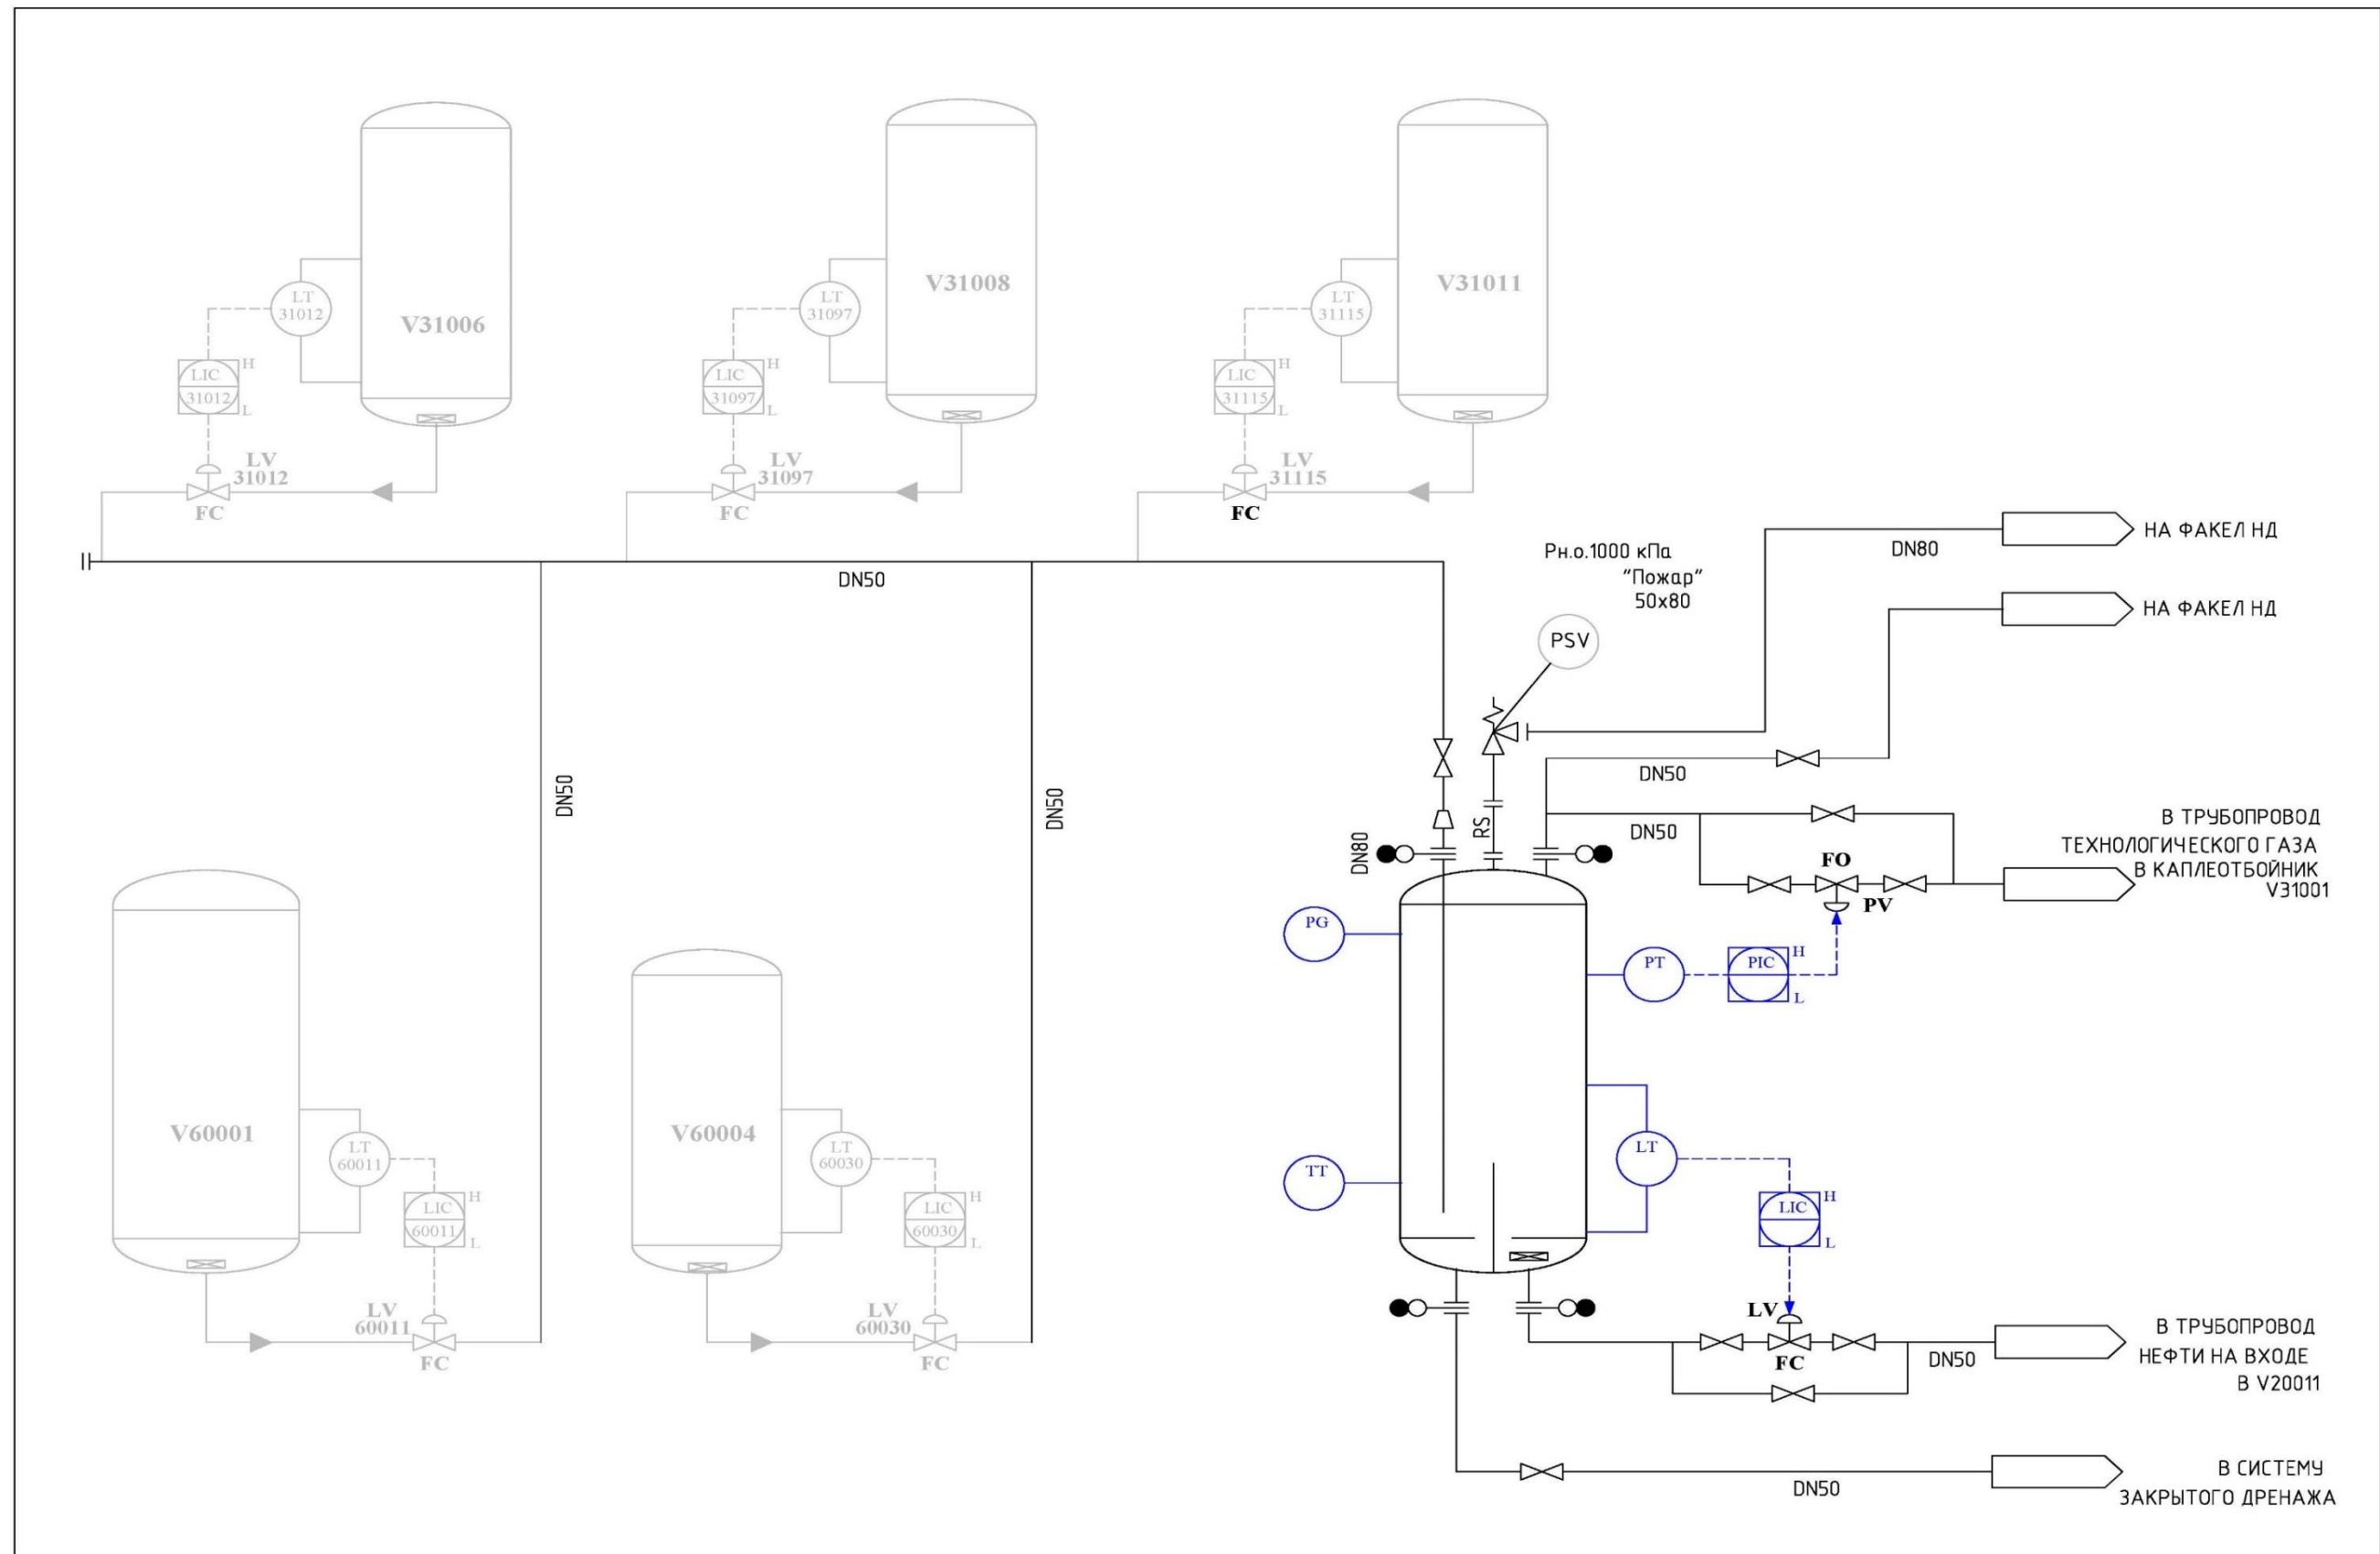 V31006
LT
31012
LIC
31012
H
L
LV
31012
FC
V31008
LT
31097
LIC
31097
H
L
LV
31097
FC
V31011
LT
31115
LIC
31115
H
L
LV
31115
FC
DN50
Рн.о.1000 кПа
"Пожар"
50x80
PSV
DN80
НА ФАКЕЛ НД
НА ФАКЕЛ НД
DN50
DN50
DN50
DN50
DN80
RS
FO
PV
В ТРУБОПРОВОД
ТЕХНОЛОГИЧЕСКОГО ГАЗА
В КАПЛЕОТБОЙНИК
V31001
PG
PT
PIC
H
L
V60001
LT
60011
LIC
60011
H
L
LV
60011
FC
V60004
LT
60030
LIC
60030
H
L
LV
60030
FC
TT
LT
LIC
H
L
LV
FC
DN50
В ТРУБОПРОВОД
НЕФТИ НА ВХОДЕ
В V20011
DN50
В СИСТЕМУ
ЗАКРЫТОГО ДРЕНАЖА